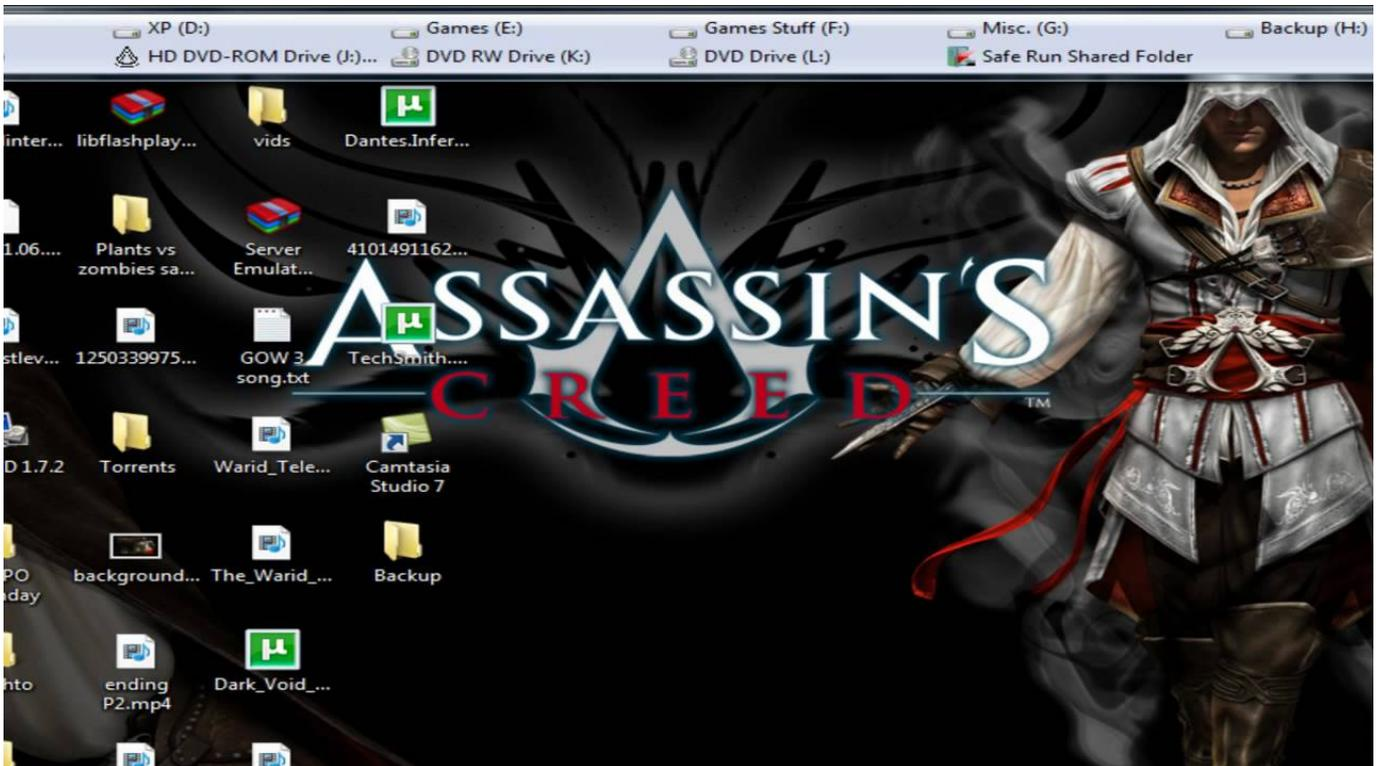 XP (D:)
Games (E:)
Games Stuff (F:)
Misc. (G:)
Backup (H:)
HD DVD-ROM Drive (J:)...
DVD RW Drive (K:)
DVD Drive (L:)
Safe Run Shared Folder
inter...
libflashplay...
vids
Dantes.Infer...
1.06....
Plants vs
zombies sa...
Server
Emulat...
4101491162...
stlev...
1250339975...
GOW 3
song.txt
TechSmith....
ASSASSIN'S
CREED
TM
D 1.7.2
Torrents
Warid_Tele...
Camtasia
Studio 7
PO
day
background...
The_Warid_...
Backup
hto
ending
P2.mp4
Dark_Void_...